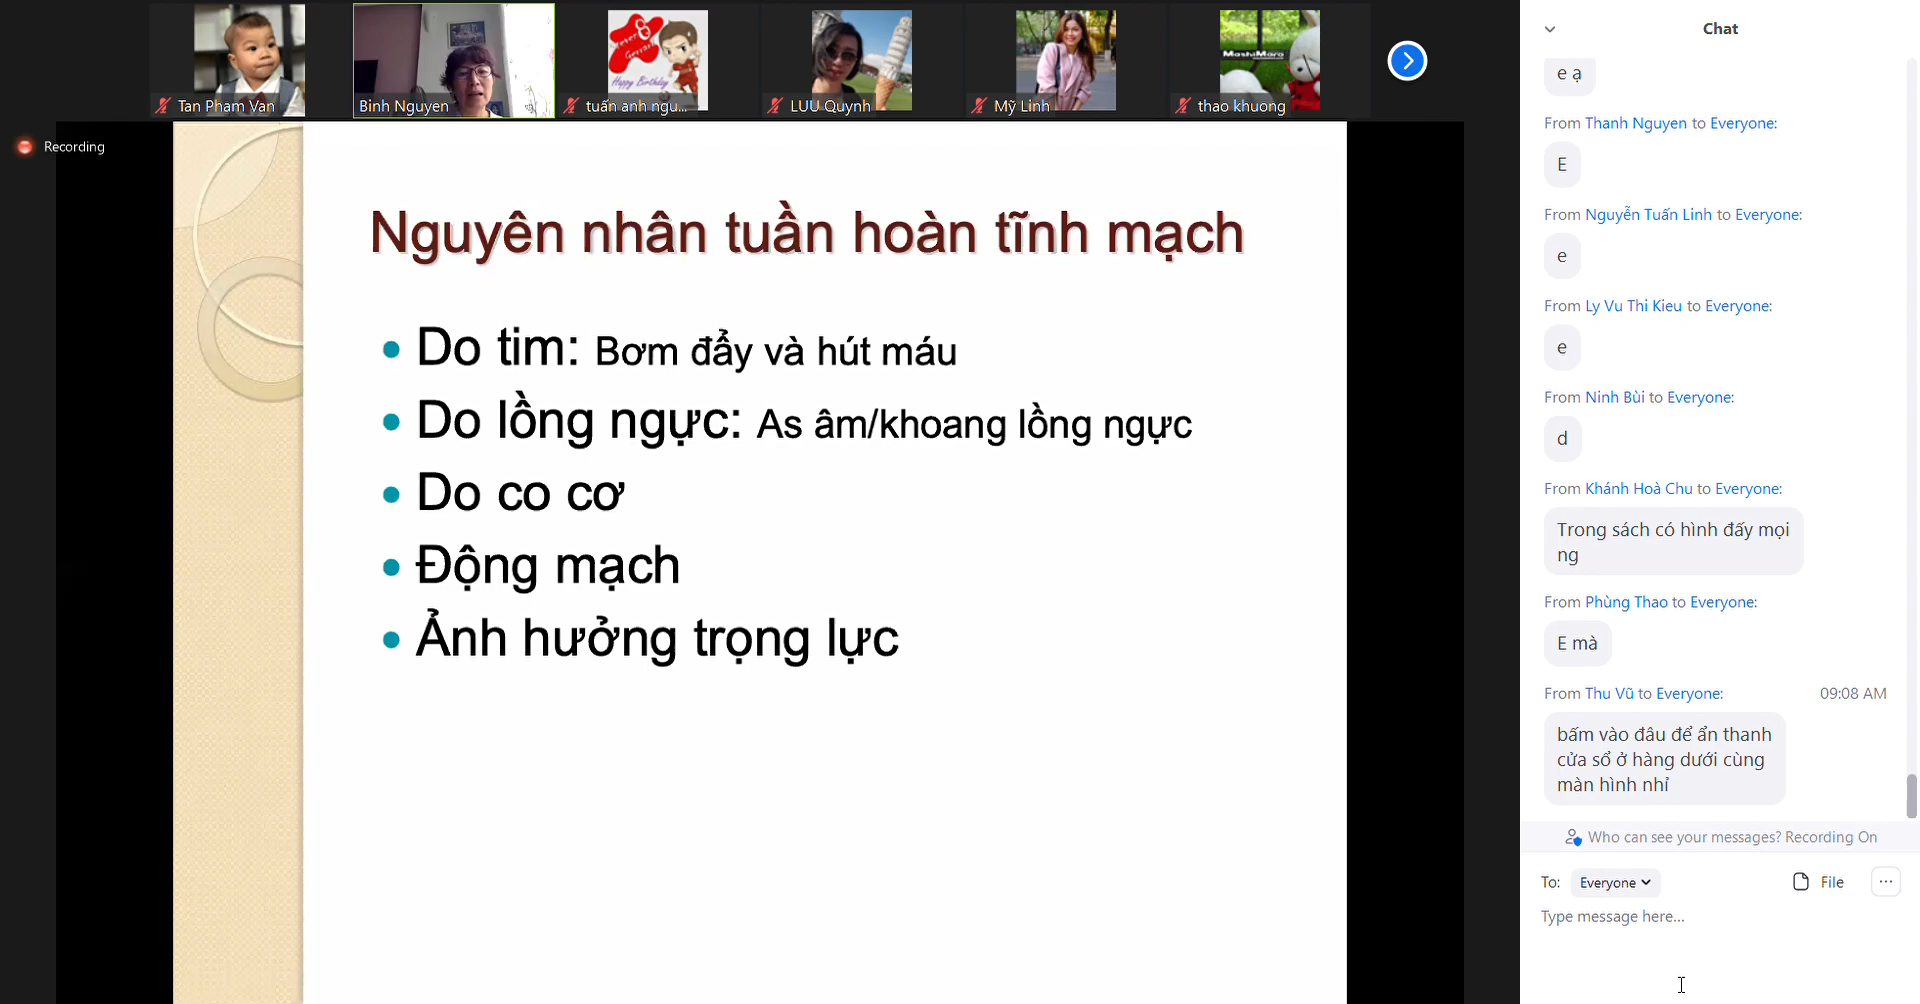 Tan Pham Van
Binh Nguyen
Happy Birthday
tuấn anh ngu...
LUU Quynh
Mỹ Linh
MashiMaro
thao khuong
Recording
Nguyên nhân tuần hoàn tĩnh mạch
• Do tim: Bơm đẩy và hút máu
• Do lồng ngực: As âm/khoang lồng ngực
• Do co cơ
• Động mạch
• Ảnh hưởng trọng lực
Chat
e ạ
From Thanh Nguyen to Everyone:
E
From Nguyễn Tuấn Linh to Everyone:
e
From Ly Vu Thi Kieu to Everyone:
e
From Ninh Bùi to Everyone:
d
From Khánh Hoà Chu to Everyone:
Trong sách có hình đấy mọi
ng
From Phùng Thao to Everyone:
E mà
From Thu Vũ to Everyone: 09:08 AM
bấm vào đâu để ẩn thanh
cửa sổ ở hàng dưới cùng
màn hình nhỉ
Who can see your messages? Recording On
To: Everyone File
Type message here...